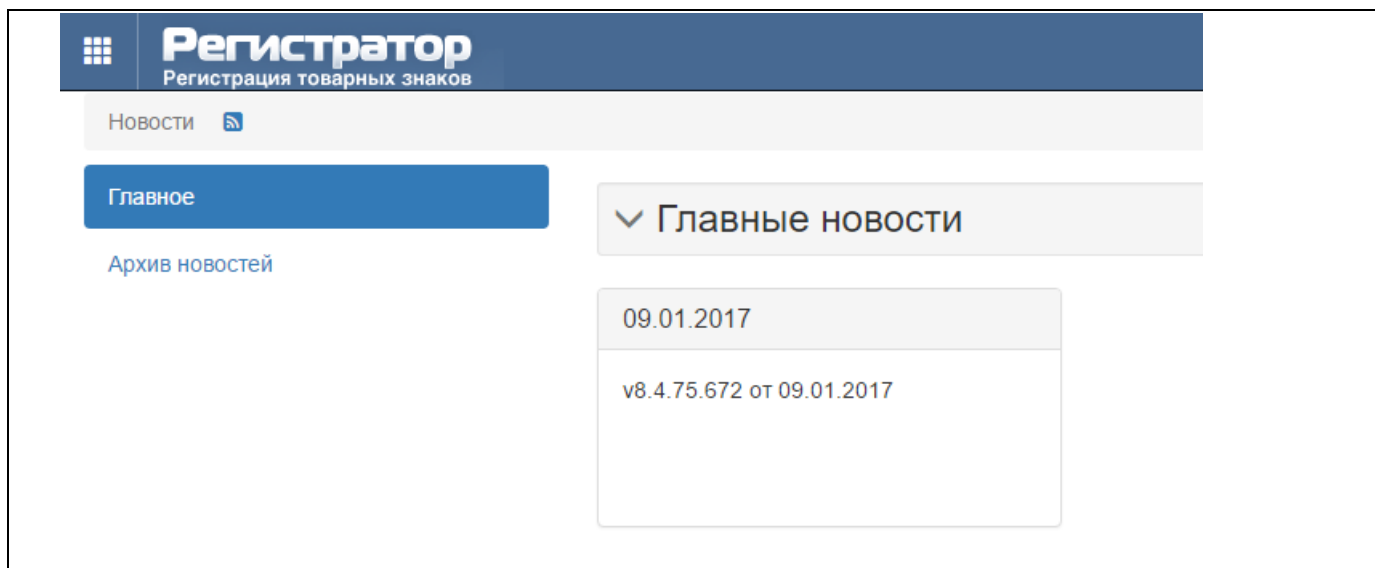 Регистратор
Регистрация товарных знаков
Новости
Главное
Архив новостей
Главные новости
09.01.2017
v8.4.75.672 от 09.01.2017